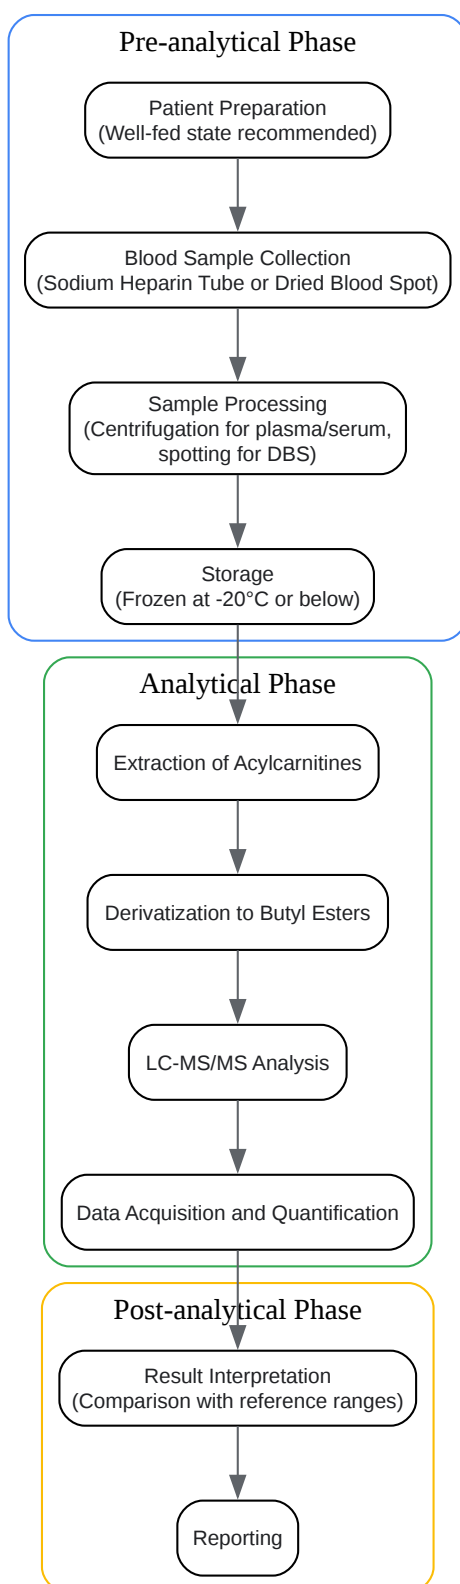 Pre-analytical Phase
Patient Preparation
(Well-fed state recommended)
Blood Sample Collection
(Sodium Heparin Tube or Dried Blood Spot)
Sample Processing
(Centrifugation for plasma/serum,
spotting for DBS)
Storage
(Frozen at -20°C or below)
Analytical Phase
Extraction of Acylcarnitines
Derivatization to Butyl Esters
LC-MS/MS Analysis
Data Acquisition and Quantification
Post-analytical Phase
Result Interpretation
(Comparison with reference ranges)
Reporting